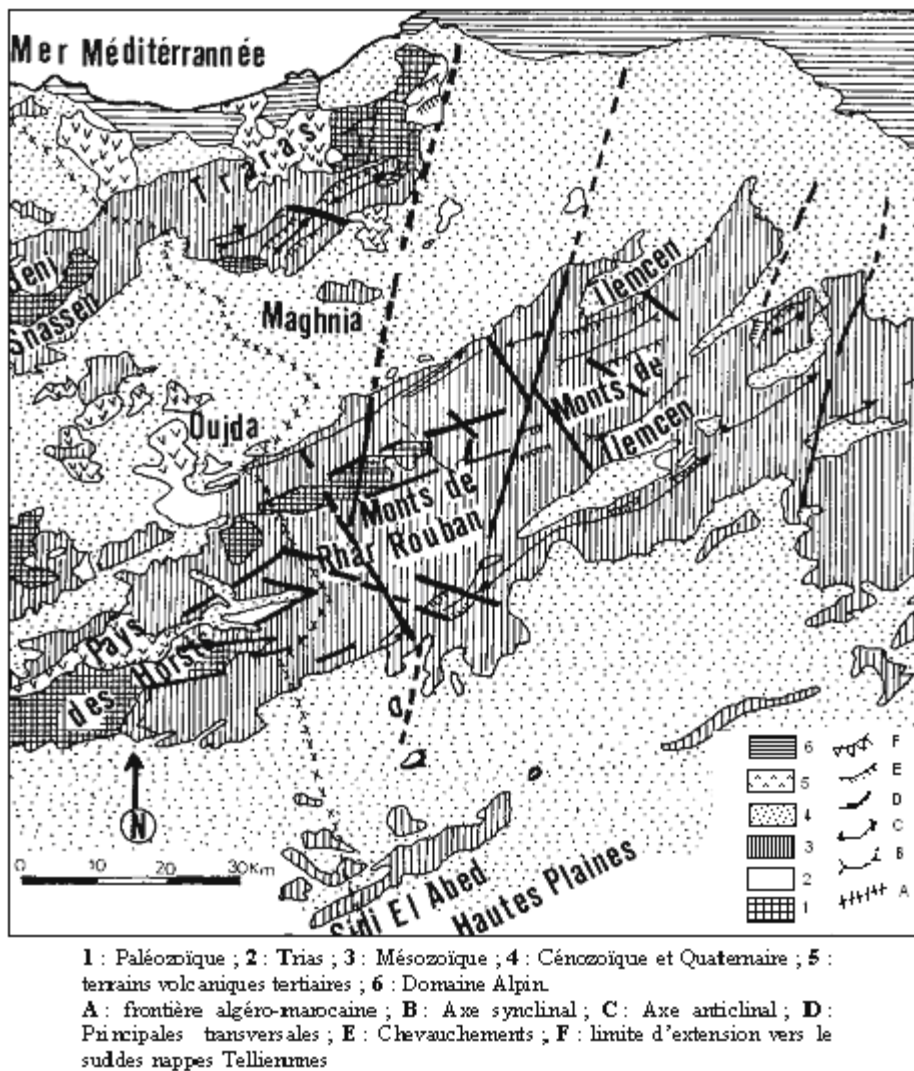 Mer Méditérrannée
Traras
Beni
Snassen
Maghnia
Tlemcen
Oujda
Monts de
Tlemcen
Monts de
Rhar Rouban
Pays
des Horsts
N
0 10 20 30Km
Sidi El Abed
Hautes Plaines
6 F
5 E
4 D
3 C
2 B
1 A
1 : Paléozoïque ; 2 : Trias ; 3 : Mésozoïque ; 4 : Cénozoïque et Quaternaire ; 5 :
terrains volcaniques tertiaires ; 6 : Domaine Alpin.
A : frontière algéro-marocaine ; B : Axe synclinal ; C : Axe anticlinal ; D :
Principales transversales ; E : Chevauchements ; F : limite d'extension vers le
suddes nappes Telliennes